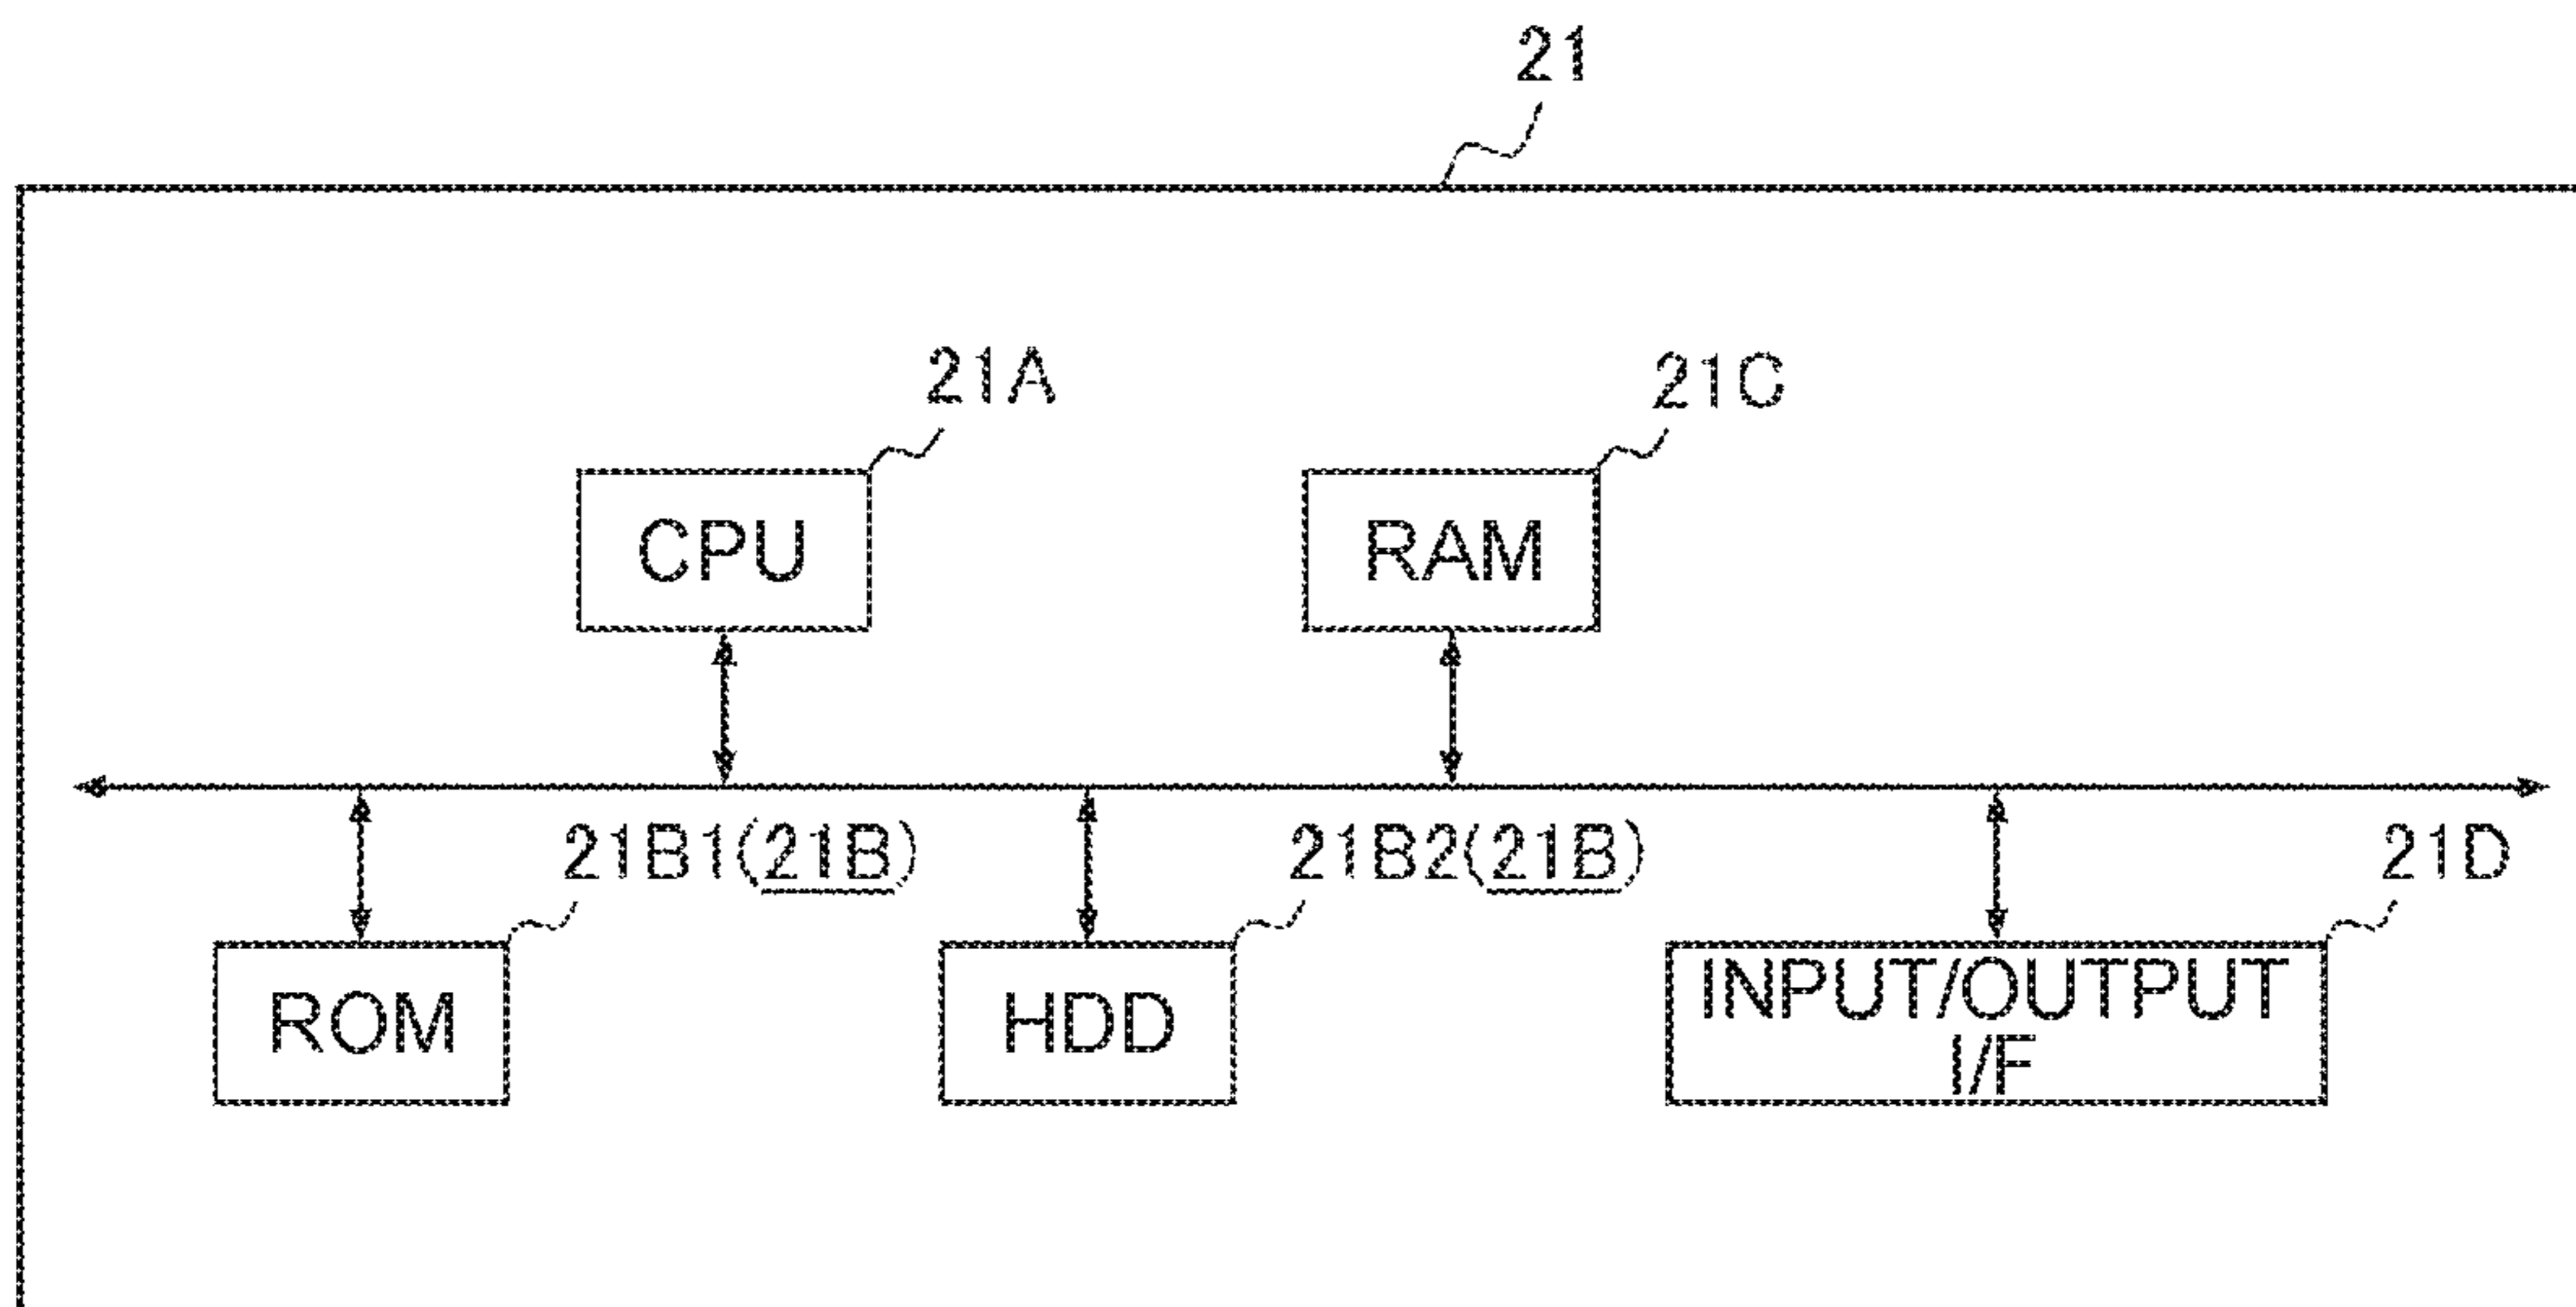 21
21A
21C
CPU
RAM
21B1(21B)
21B2(21B)
21D
ROM
HDD
INPUT/OUTPUT
I/F